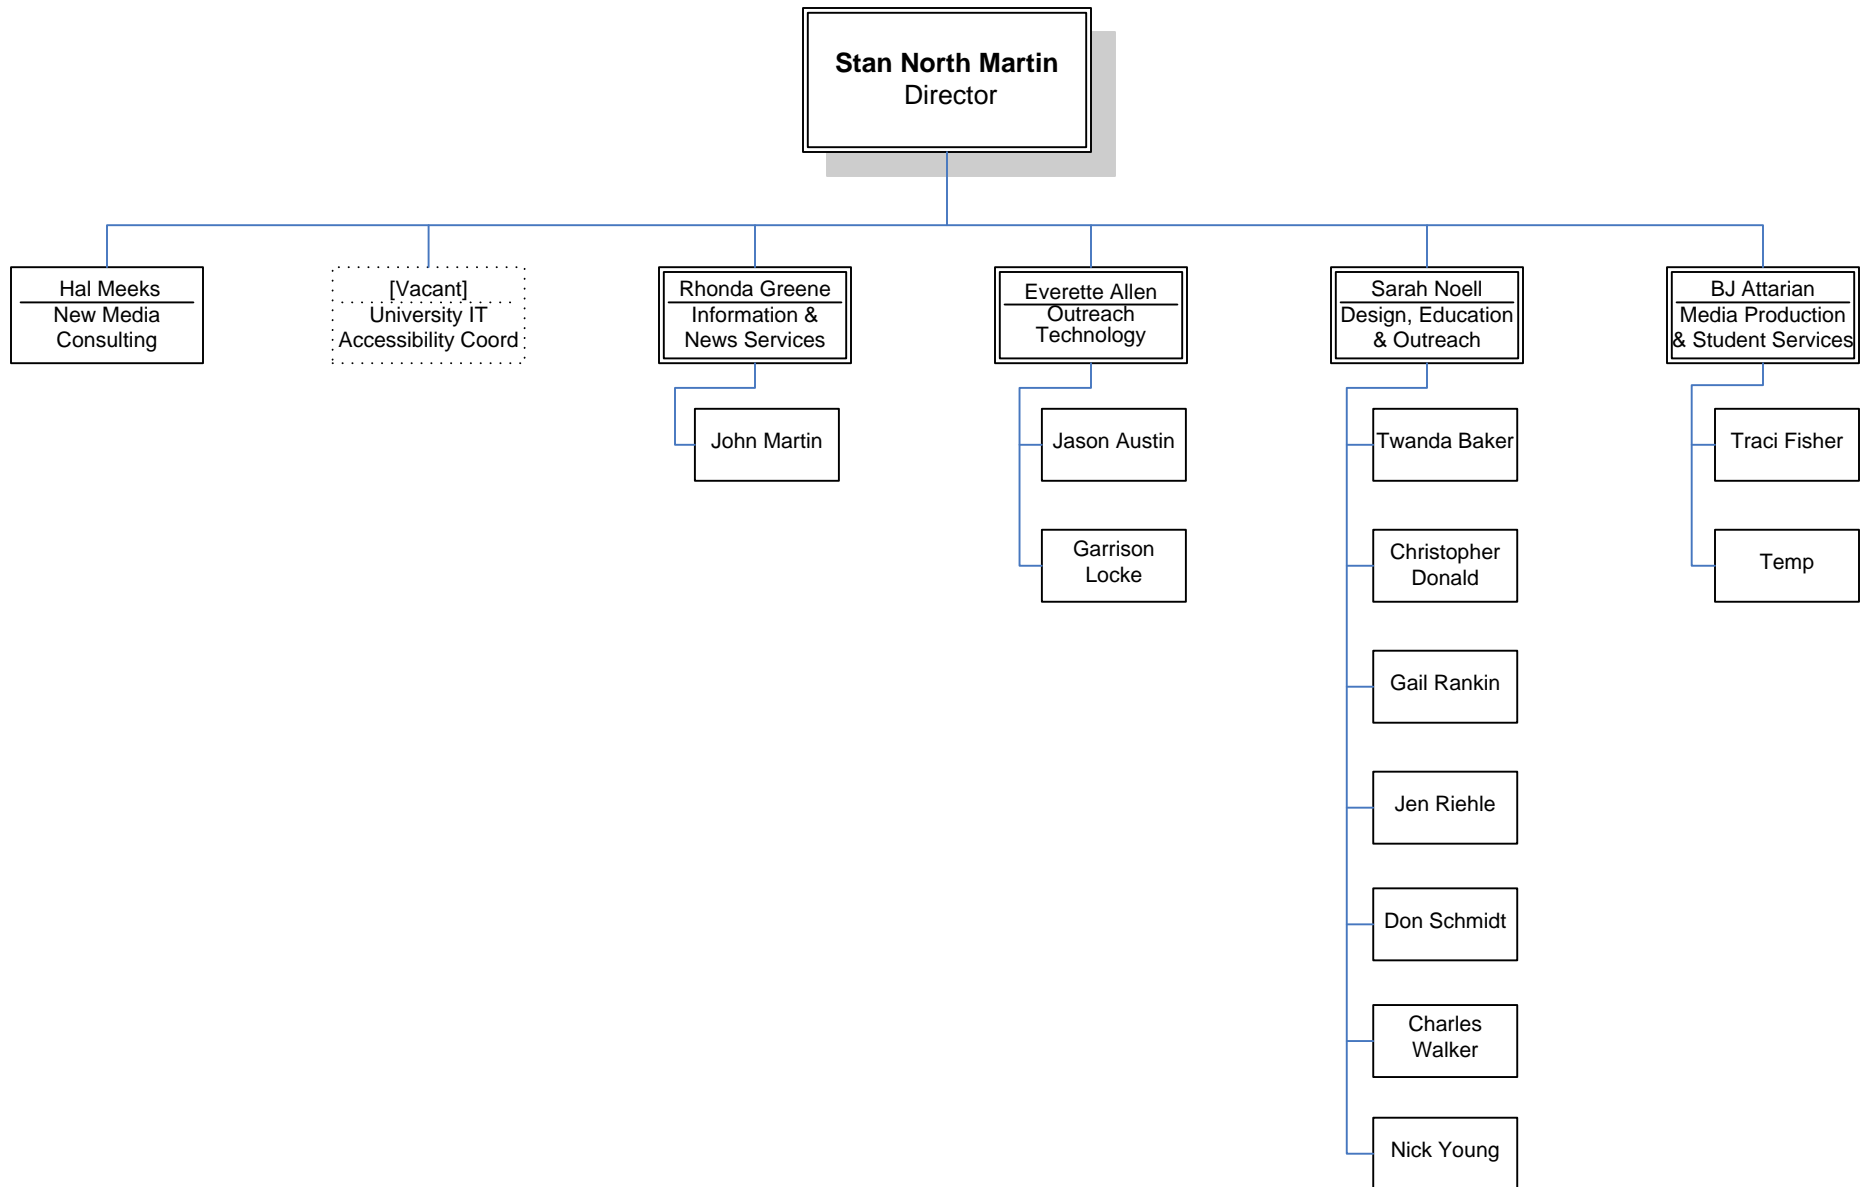 Stan North Martin
Director
Hal Meeks
New Media
Consulting
[Vacant]
University IT
Accessibility Coord
Rhonda Greene
Information &
News Services
Everette Allen
Outreach
Technology
Sarah Noell
Design, Education
& Outreach
BJ Attarian
Media Production
& Student Services
John Martin
Jason Austin
Garrison
Locke
Twanda Baker
Christopher
Donald
Gail Rankin
Jen Riehle
Don Schmidt
Charles
Walker
Nick Young
Traci Fisher
Temp